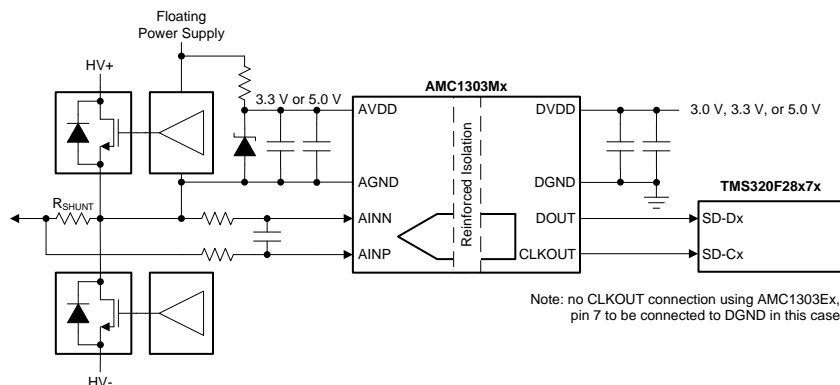 Floating
Power Supply
HV+
3.3 V or 5.0 V
AMC1303Mx
AVDD
DVDD
3.0 V, 3.3 V, or 5.0 V
Reinforced Isolation
AGND
DGND
TMS320F28x7x
RSHUNT
AINN
DOUT
SD-Dx
AINP
CLKOUT
SD-Cx
Note: no CLKOUT connection using AMC1303Ex,
pin 7 to be connected to DGND in this case
HV-